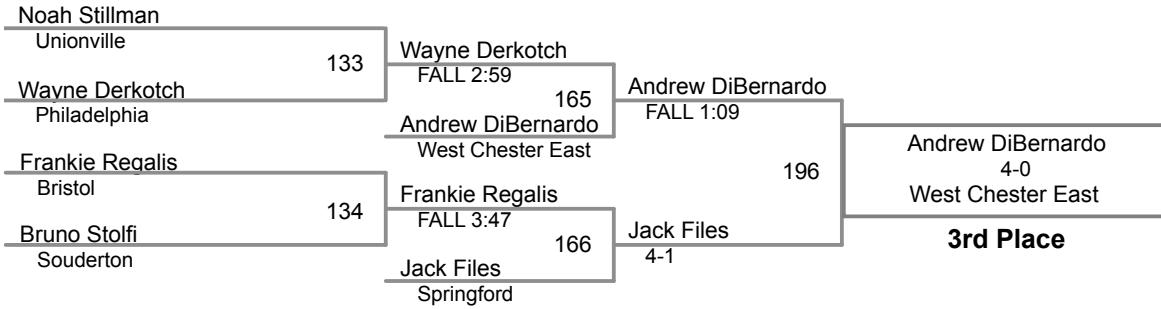 Noah Stillman
Unionville
133
Wayne Derkotch
Philadelphia
Wayne Derkotch
FALL 2:59
165
Andrew DiBernardo
West Chester East
Andrew DiBernardo
FALL 1:09
Frankie Regalis
Bristol
134
Bruno Stolfi
Souderton
Frankie Regalis
FALL 3:47
166
Jack Files
Springford
Jack Files
4-1
196
Andrew DiBernardo
4-0
West Chester East
3rd Place